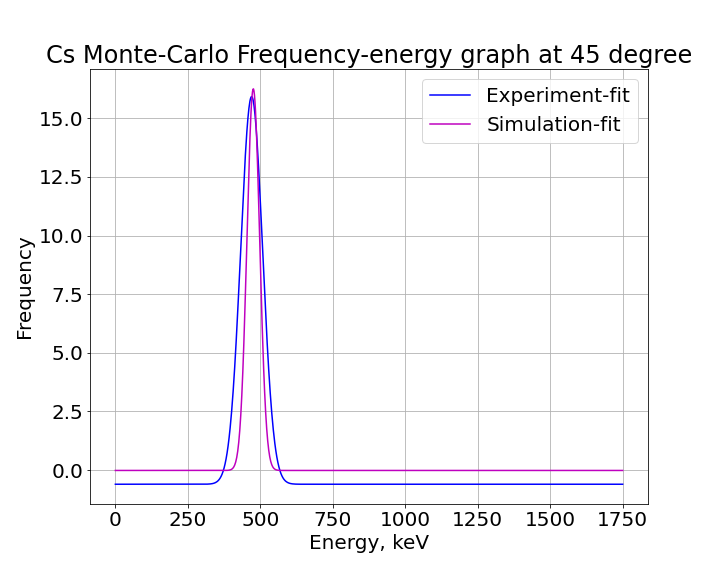 Cs Monte-Carlo Frequency-energy graph at 45 degree
Experiment-fit
Simulation-fit
Frequency
15.0
12.5
10.0
7.5
5.0
2.5
0.0
0 250 500 750 1000 1250 1500 1750
Energy, keV